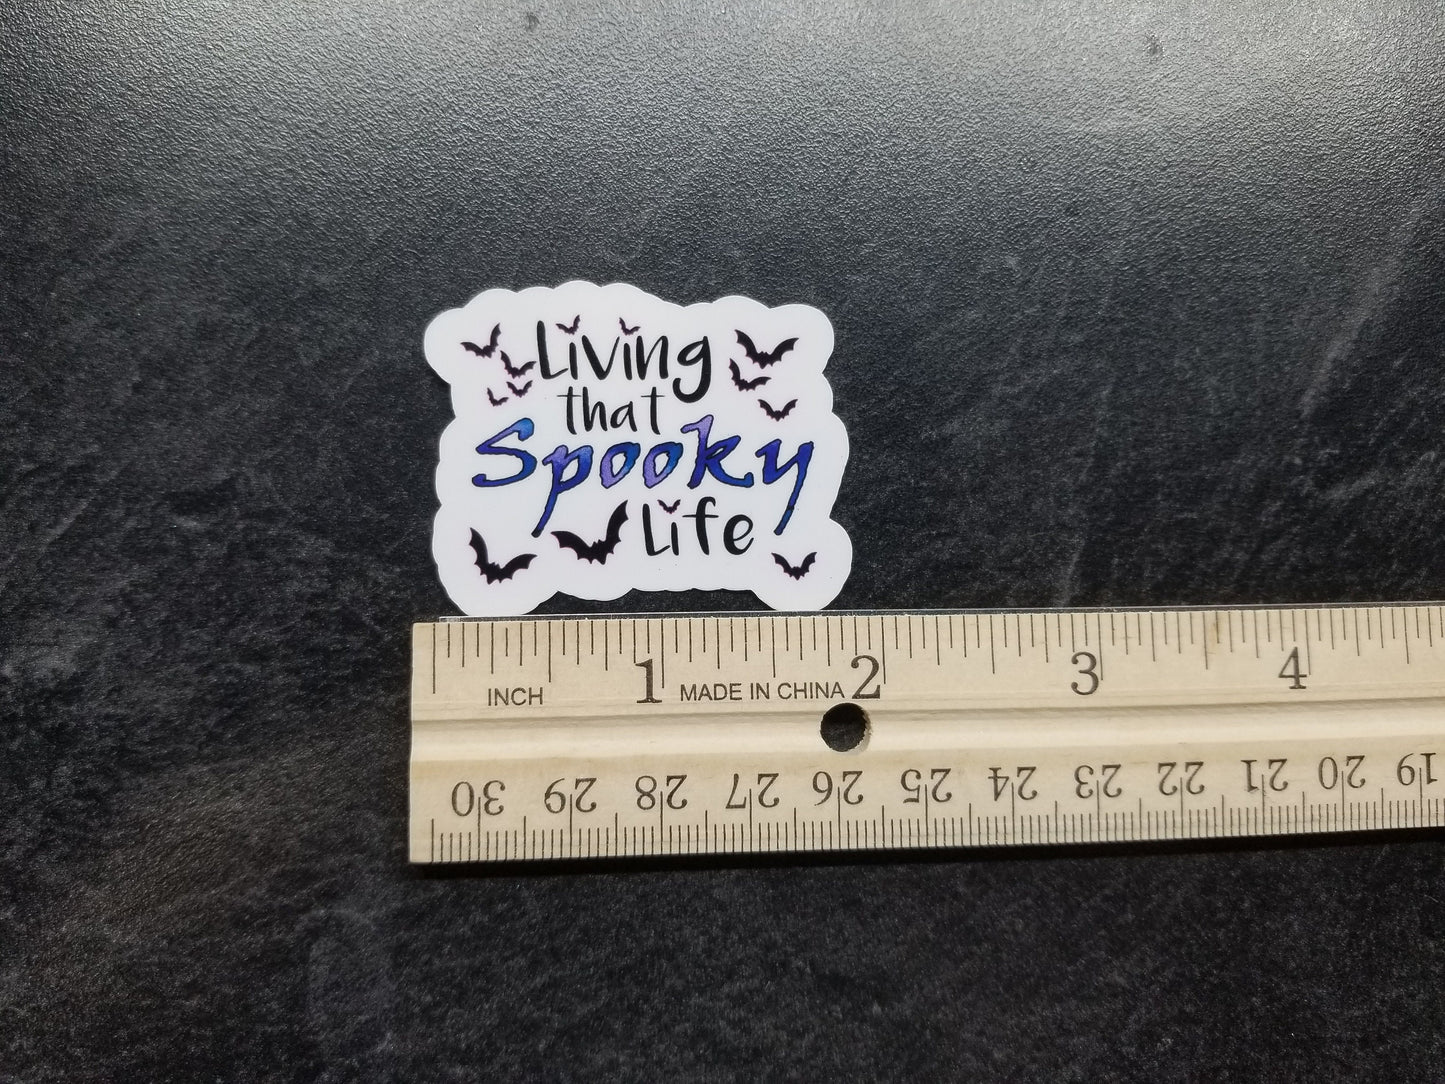 Living
that
Spooky
Life
1 2 3 4
INCH MADE IN CHINA
30 29 28 27 26 25 24 23 22 21 20 19